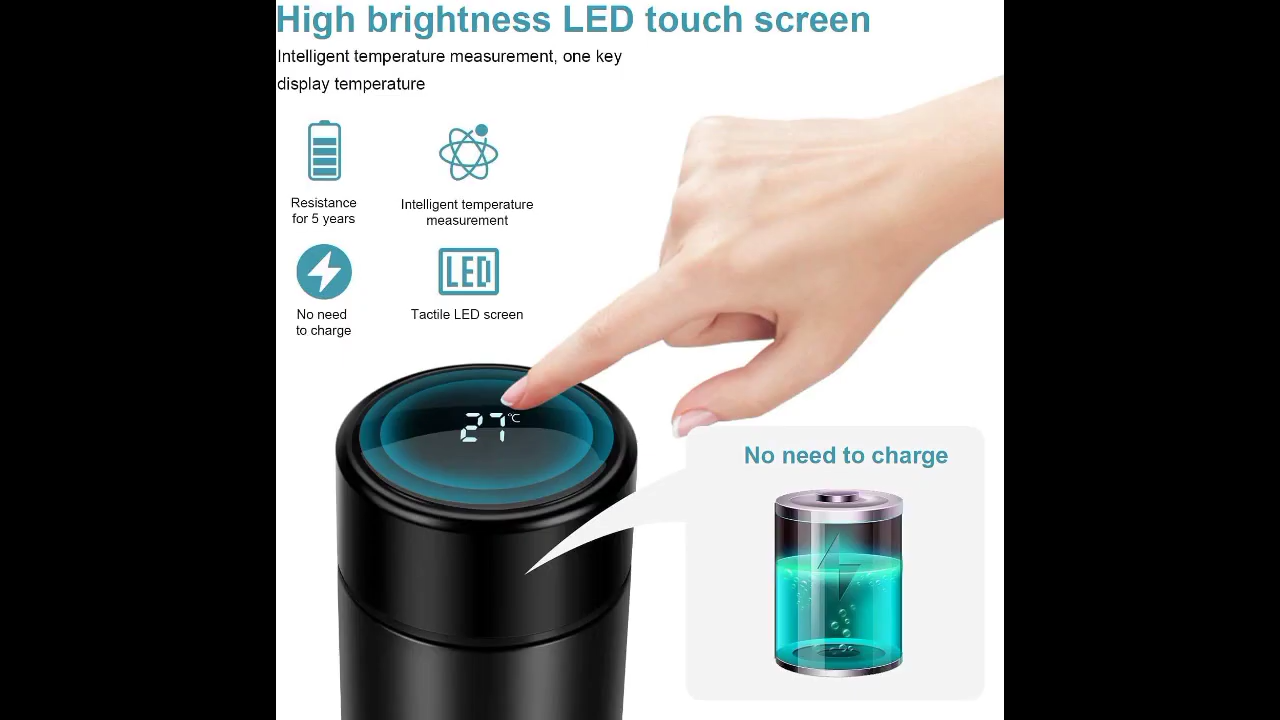 High brightness LED touch screen
Intelligent temperature measurement, one key
display temperature
Resistance
for 5 years
Intelligent temperature
measurement
No need
to charge
LED
Tactile LED screen
27°C
No need to charge